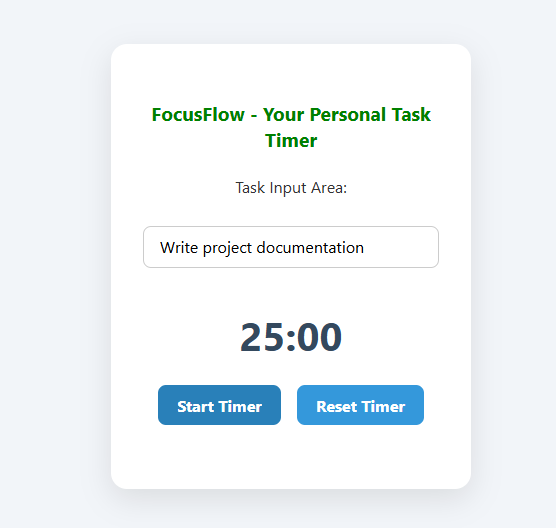 FocusFlow - Your Personal Task
Timer
Task Input Area:
Write project documentation
25:00
Start Timer
Reset Timer